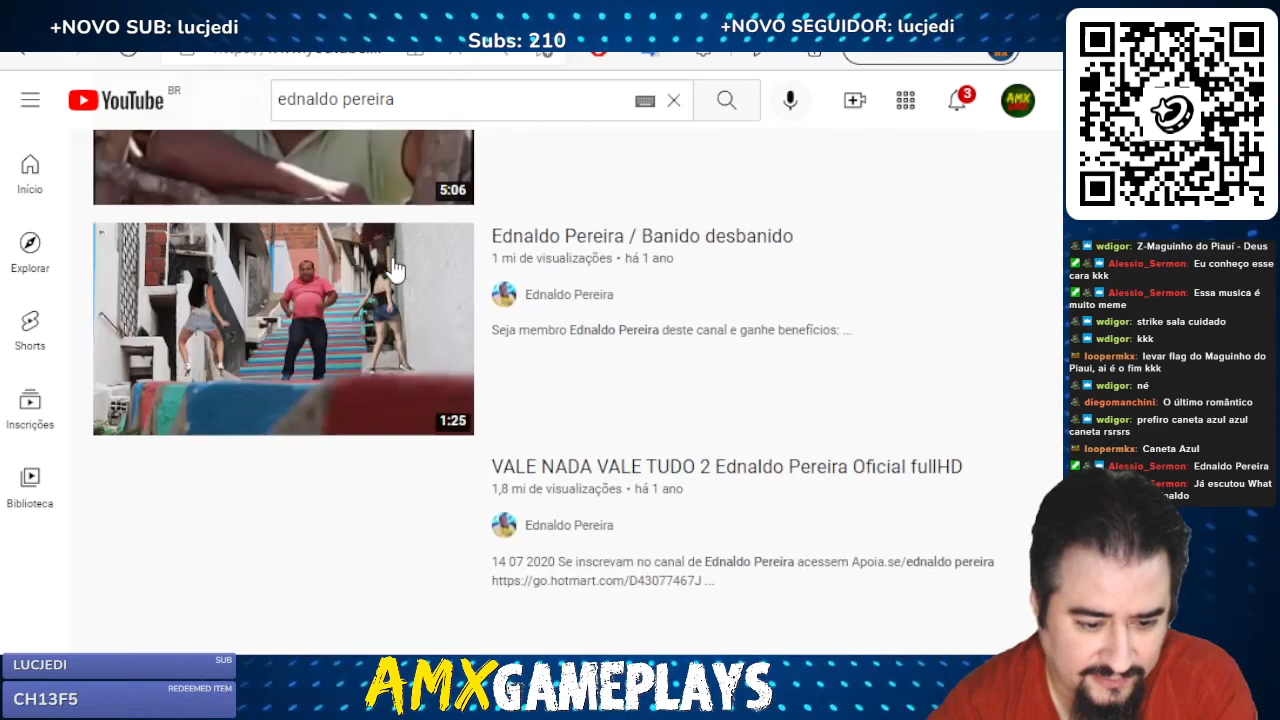 +NOVO SUB: lucjedi
Subs: 210
+NOVO SEGUIDOR: lucjedi
YouTube BR
ednaldo pereira
3
AMX
Início
Explorar
Shorts
Inscrições
Biblioteca
5:06
1:25
Ednaldo Pereira / Banido desbanido
1 mi de visualizações • há 1 ano
Ednaldo Pereira
Seja membro Ednaldo Pereira deste canal e ganhe benefícios: ...
VALE NADA VALE TUDO 2 Ednaldo Pereira Oficial fullHD
1,8 mi de visualizações • há 1 ano
Ednaldo Pereira
14 07 2020 Se inscrevam no canal de Ednaldo Pereira acessem Apoia.se/ednaldo pereira
https://go.hotmart.com/D43077467J ...
wdigor: Z-Maguinho do Piauí - Deus
Alessio_Sermon: Eu conheço esse
cara kkk
Alessio_Sermon: Essa musica é
multo meme
wdigor: strike sala cuidado
wdigor: kkk
loopermkx: levar flag do Maguinho do
Piaui, ai é o fim kkk
wdigor: né
diegomanchini: O último romântico
wdigor: prefiro caneta azul azul
caneta rsrsrs
loopermkx: Caneta Azul
Alessio_Sermon: Ednaldo Pereira
Sermon: Já escutou What
naldo
LUCJEDI SUB
CH13F5 REDEEMED ITEM
AMXGAMEPLAYS